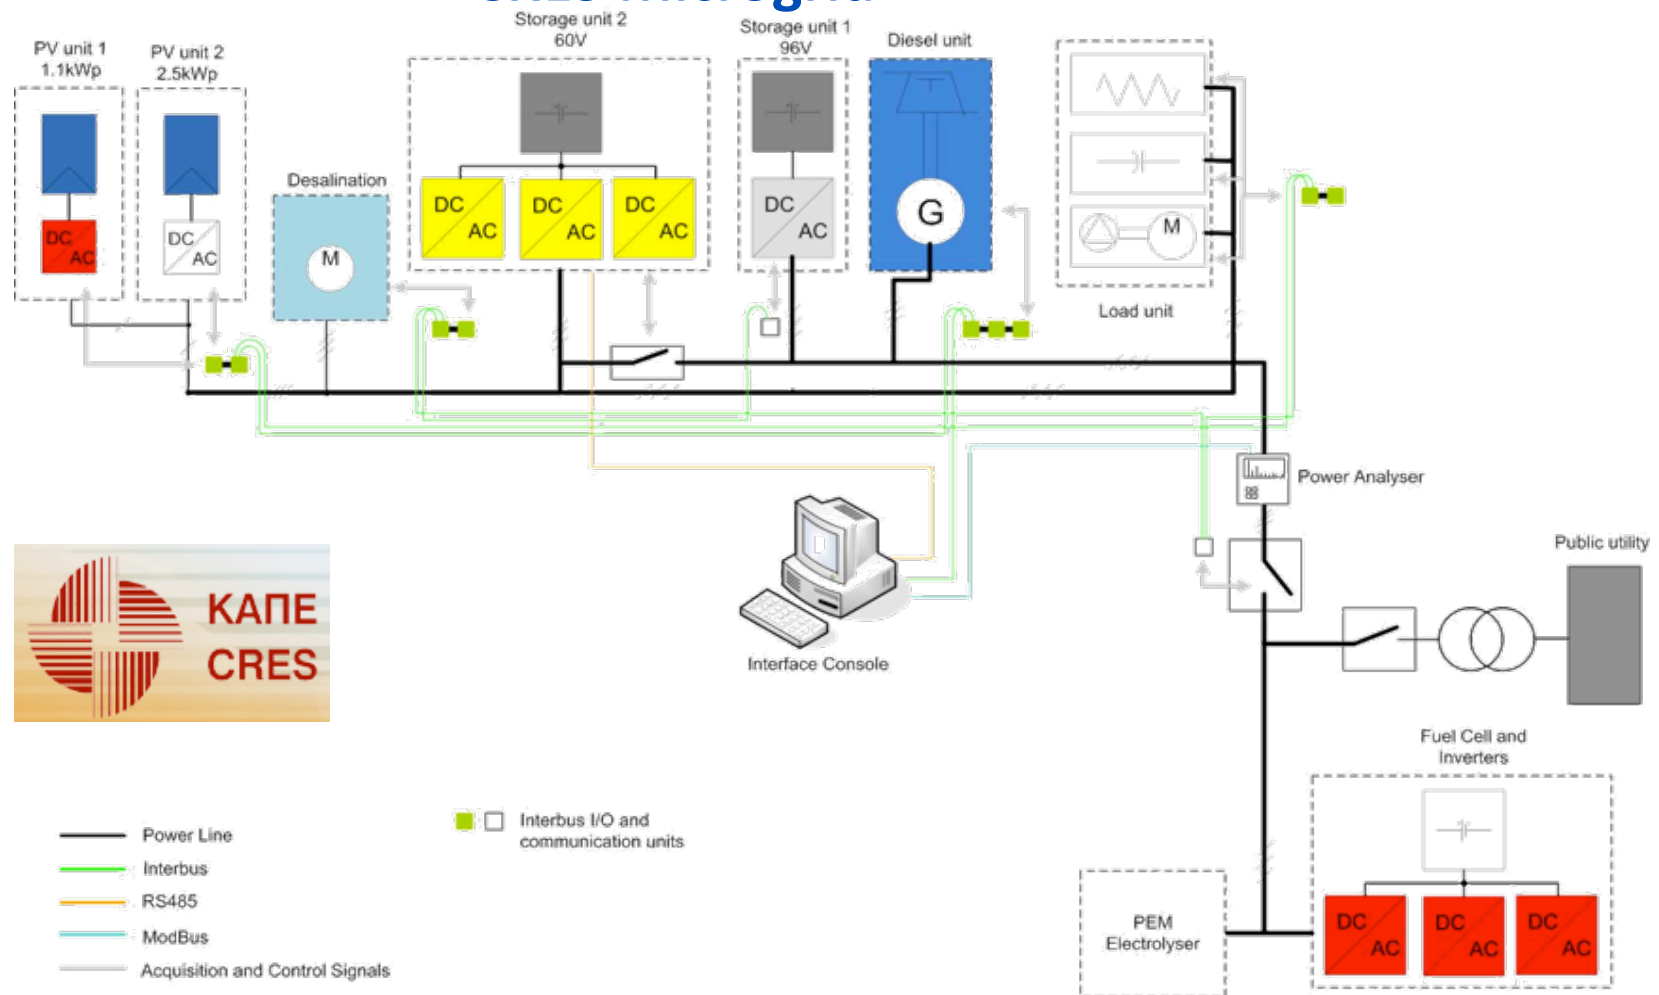 CRES Microgrid
Storage unit 2
60V
Storage unit 1
96V
Diesel unit
PV unit 1
1.1kWp
PV unit 2
2.5kWp
Desalination
DC
AC
DC
AC
DC
AC
DC
AC
G
M
DC
AC
DC
AC
M
Load unit
Power Analyser
Public utility
Interface Console
ΚΑΠΕ
CRES
Fuel Cell and
Inverters
Power Line
Interbus
RS485
ModBus
Acquisition and Control Signals
Interbus I/O and
communication units
PEM
Electrolyser
DC
AC
DC
AC
DC
AC